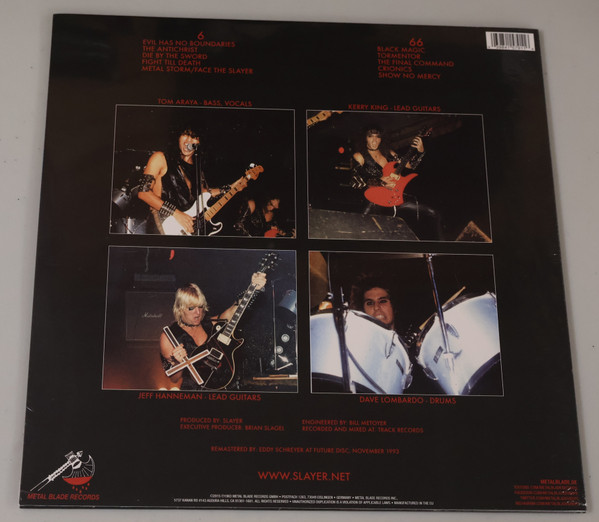 6
EVIL HAS NO BOUNDARIES
THE ANTICHRIST
DIE BY THE SWORD
FIGHT TILL DEATH
METAL STORM/FACE THE SLAYER
66
BLACK MAGIC
TORMENTOR
THE FINAL COMMAND
CRIONICS
SHOW NO MERCY
TOM ARAYA · BASS, VOCALS
KERRY KING · LEAD GUITARS
Marshall
JEFF HANNEMAN · LEAD GUITARS
DAVE LOMBARDO · DRUMS
PRODUCED BY: SLAYER
EXECUTIVE PRODUCER: BRIAN SLAGEL
ENGINEERED BY: BILL METOYER
RECORDED AND MIXED AT: TRACK RECORDS
REMASTERED BY: EDDY SCHREYER AT FUTURE DISC, NOVEMBER 1993
WWW.SLAYER.NET
METAL BLADE RECORDS
METALBLADE.DE